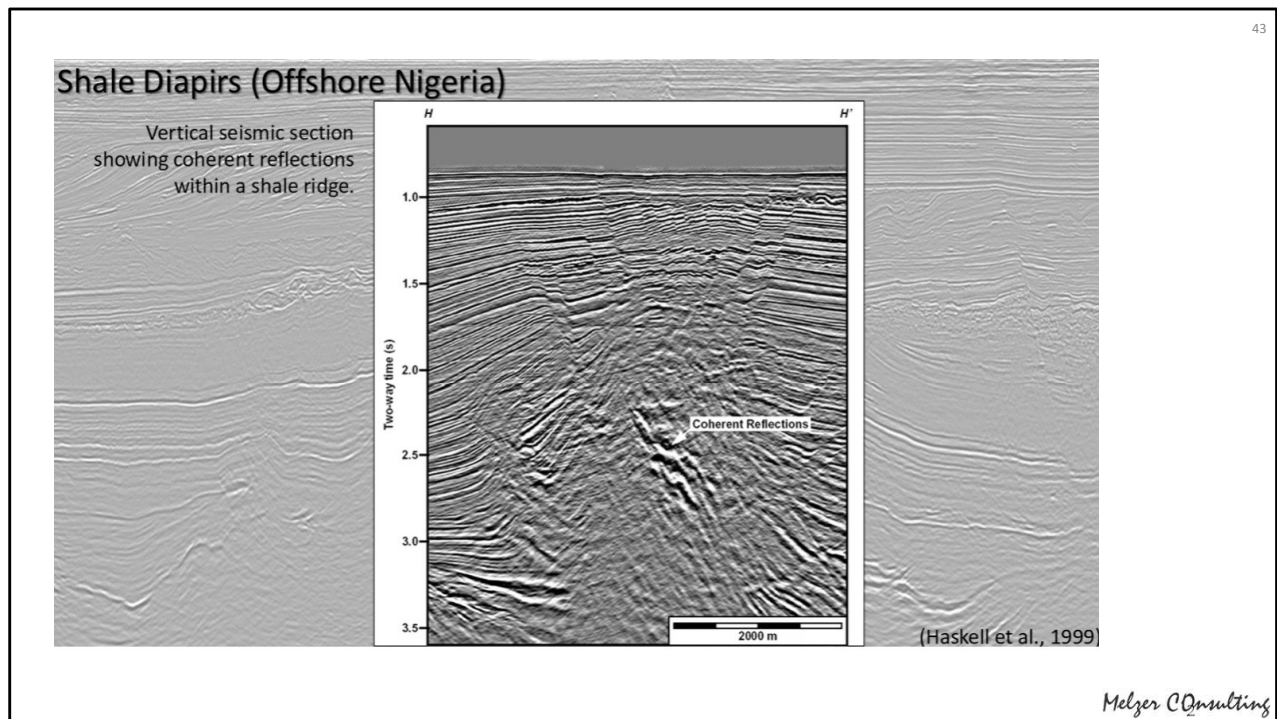 43
Shale Diapirs (Offshore Nigeria)
Vertical seismic section
showing coherent reflections
within a shale ridge.
H H'
1.0
1.5
2.0
2.5
3.0
3.5
Two-way time (s)
Coherent Reflections
2000 m
(Haskell et al., 1999)
Melzer CO2nsulting